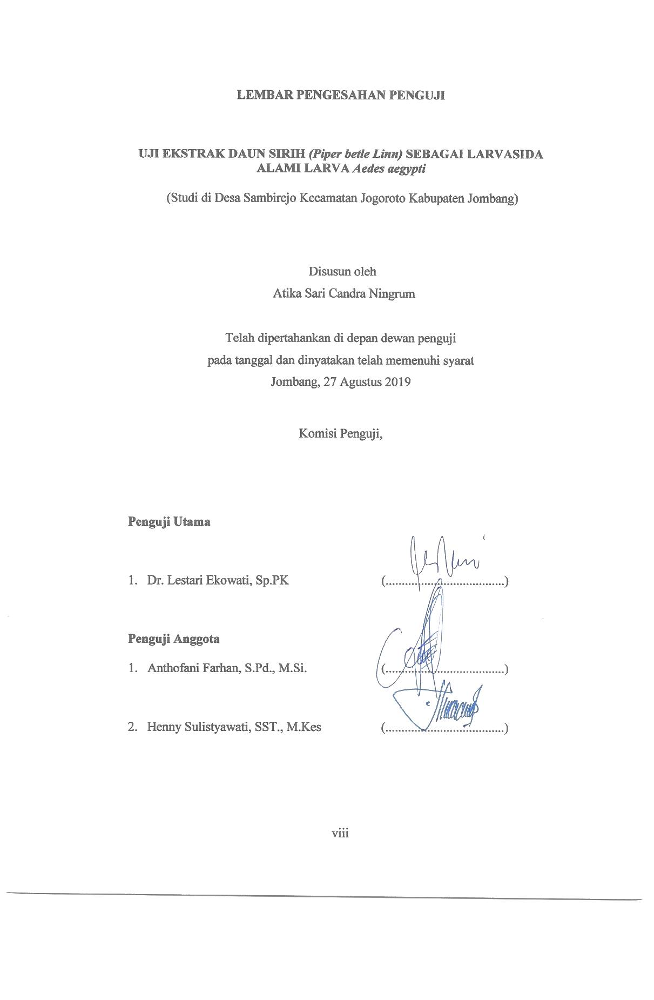 LEMBAR PENGESAHAN PENGUJI
UJI EKSTRAK DAUN SIRIH (Piper betle Linn) SEBAGAI LARVASIDA
ALAMI LARVA Aedes aegypti
(Studi di Desa Sambirejo Kecamatan Jogoroto Kabupaten Jombang)
Disusun oleh
Atika Sari Candra Ningrum
Telah dipertahankan di depan dewan penguji
pada tanggal dan dinyatakan telah memenuhi syarat
Jombang, 27 Agustus 2019
Komisi Penguji,
Penguji Utama
1. Dr. Lestari Ekowati, Sp.PK (.....................................)
Penguji Anggota
1. Anthofani Farhan, S.Pd., M.Si. (.....................................)
2. Henny Sulistyawati, SST., M.Kes (.....................................)
viii